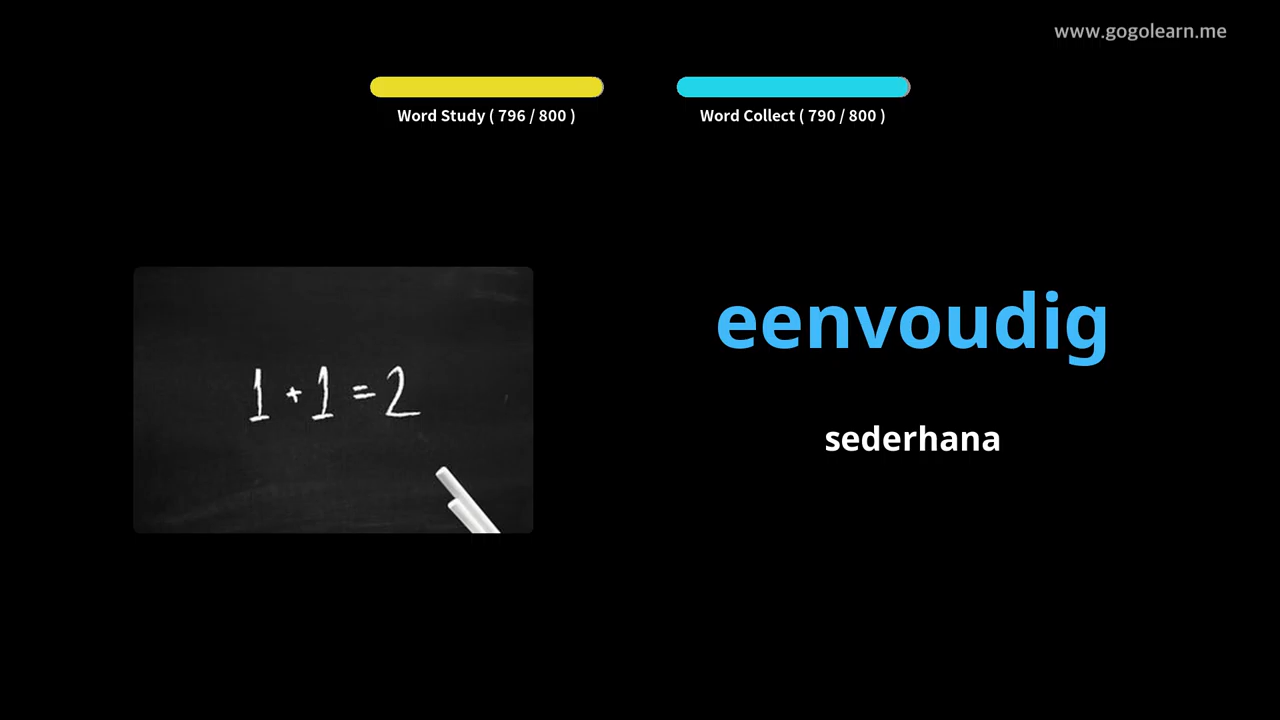 www.gogolearn.me
Word Study ( 796 / 800 )
Word Collect ( 790 / 800 )
eenvoudig
sederhana
1 + 1 = 2